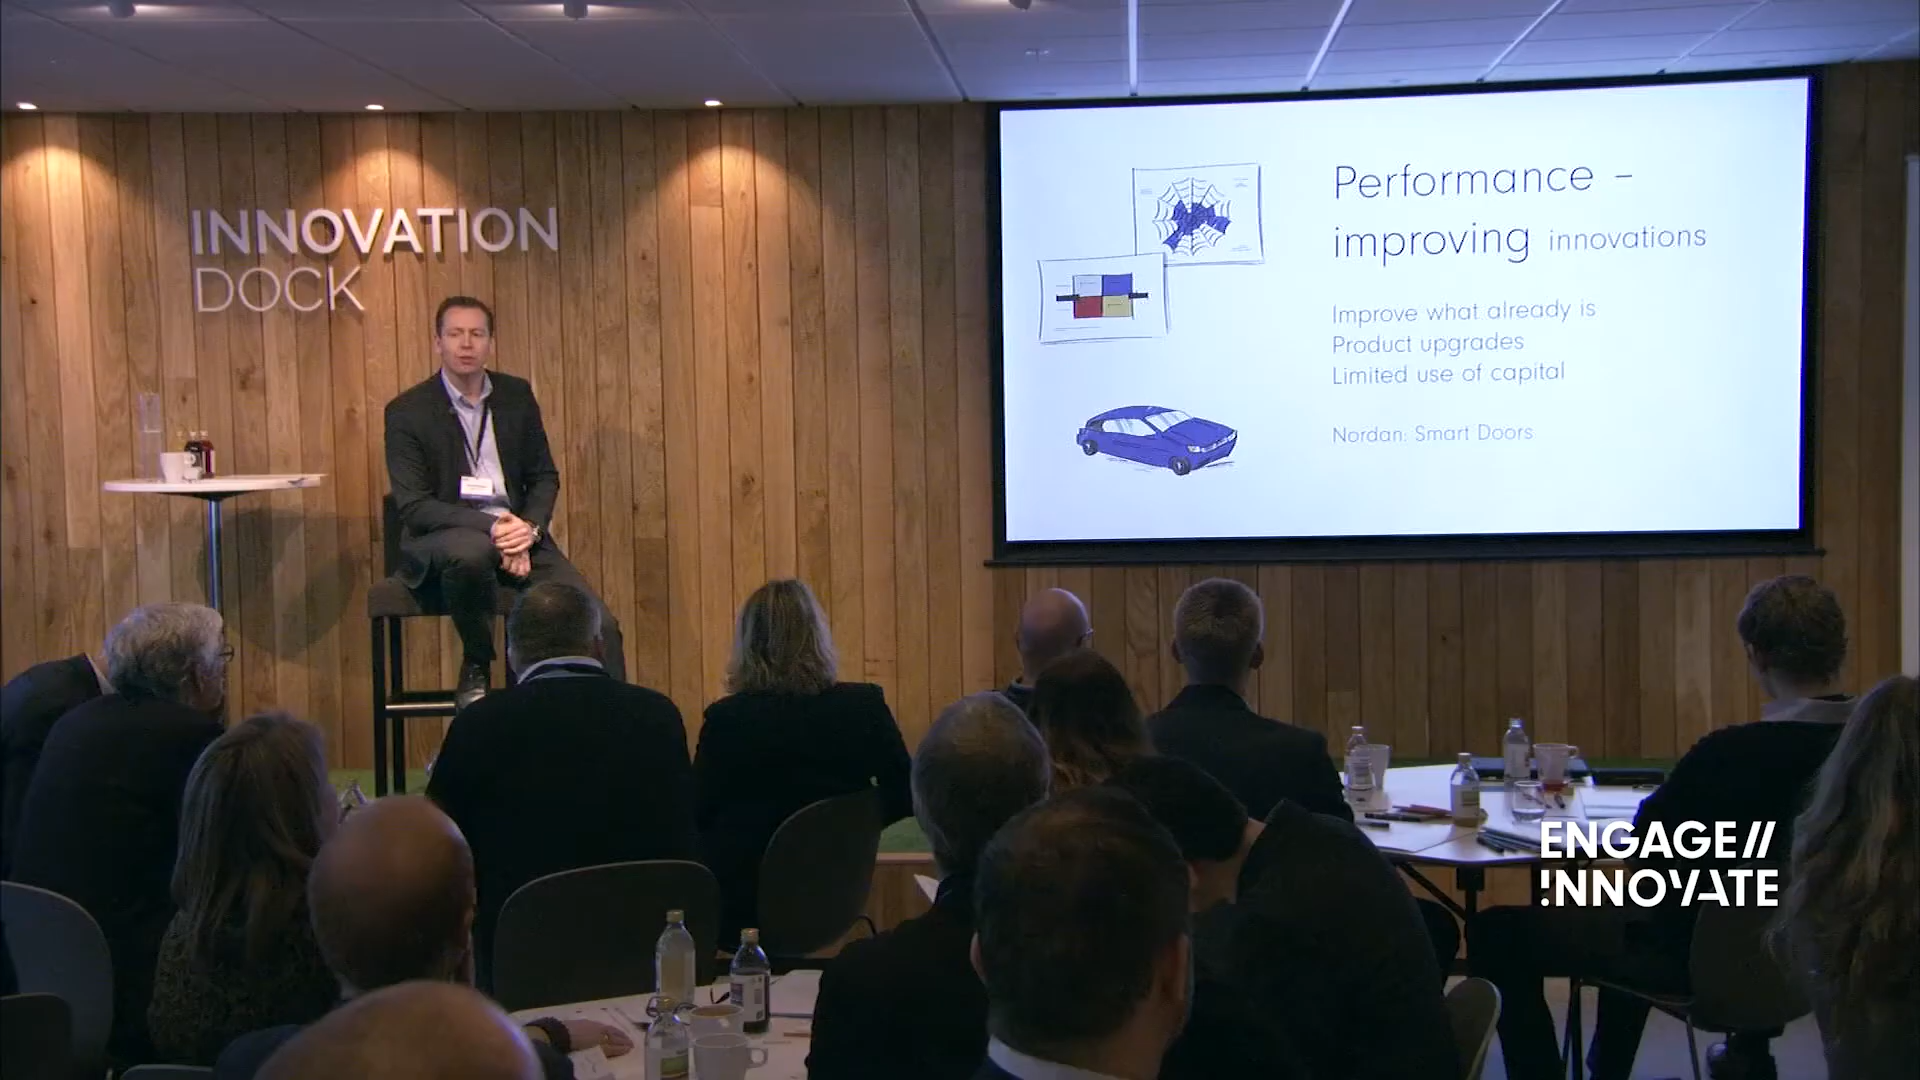 INNOVATION
DOCK
Performance –
improving innovations
Improve what already is
Product upgrades
Limited use of capital
Nordan: Smart Doors
ENGAGE//
INNOVATE